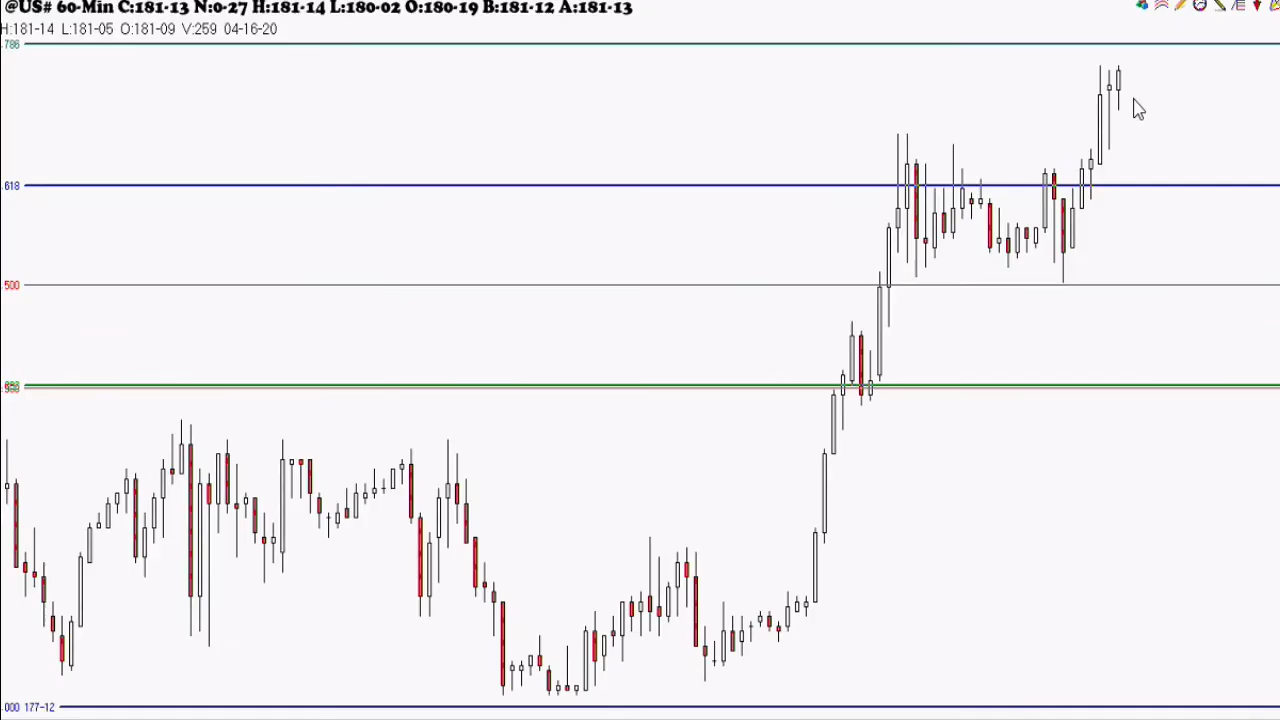 @US# 60-Min C:181-13 N:0-27 H:181-14 L:180-02 O:180-19 B:181-12 A:181-13
H:181-14 L:181-05 O:181-09 V:259 04-16-20
.786
.618
.500
.000 177-12